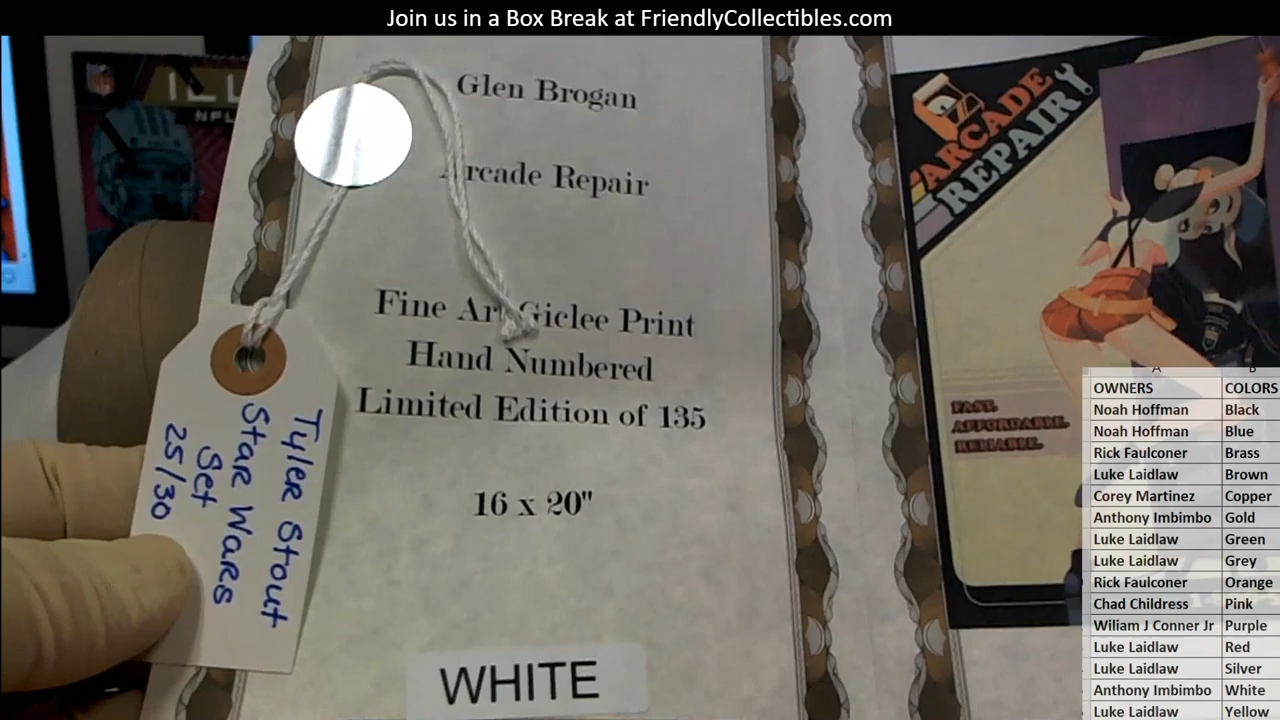 Join us in a Box Break at FriendlyCollectibles.com
NFL
ILL
NFL
Glen Brogan
rcade Repair
Fine Art Giclee Print
Hand Numbered
Limited Edition of 135
16 x 20"
WHITE
Tyler Stout
Star Wars
Set
25/30
ARCADE
REPAIR
FAST.
AFFORDABLE.
RELIABLE.
A B
OWNERS COLORS
Noah Hoffman Black
Noah Hoffman Blue
Rick Faulconer Brass
Luke Laidlaw Brown
Corey Martinez Copper
Anthony Imbimbo Gold
Luke Laidlaw Green
Luke Laidlaw Grey
Rick Faulconer Orange
Chad Childress Pink
Wiliam J Conner Jr Purple
Luke Laidlaw Red
Luke Laidlaw Silver
Anthony Imbimbo White
Luke Laidlaw Yellow